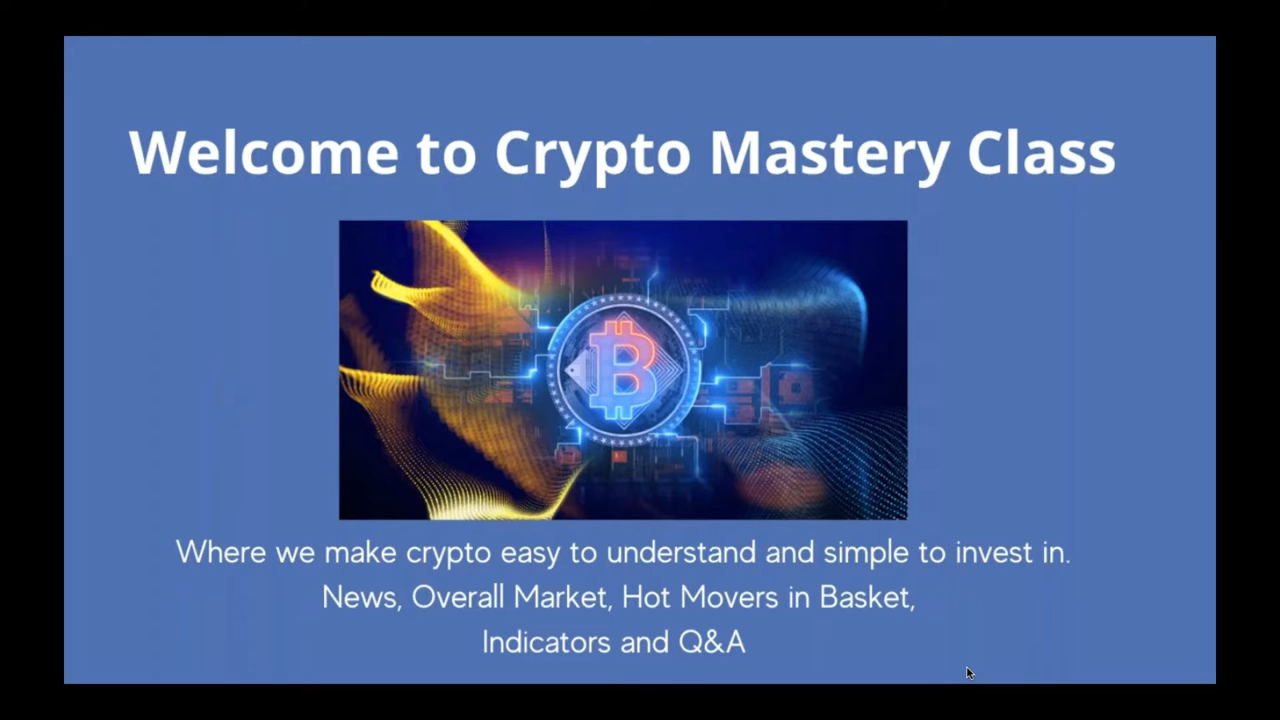 Welcome to Crypto Mastery Class
Where we make crypto easy to understand and simple to invest in.
News, Overall Market, Hot Movers in Basket,
Indicators and Q&A